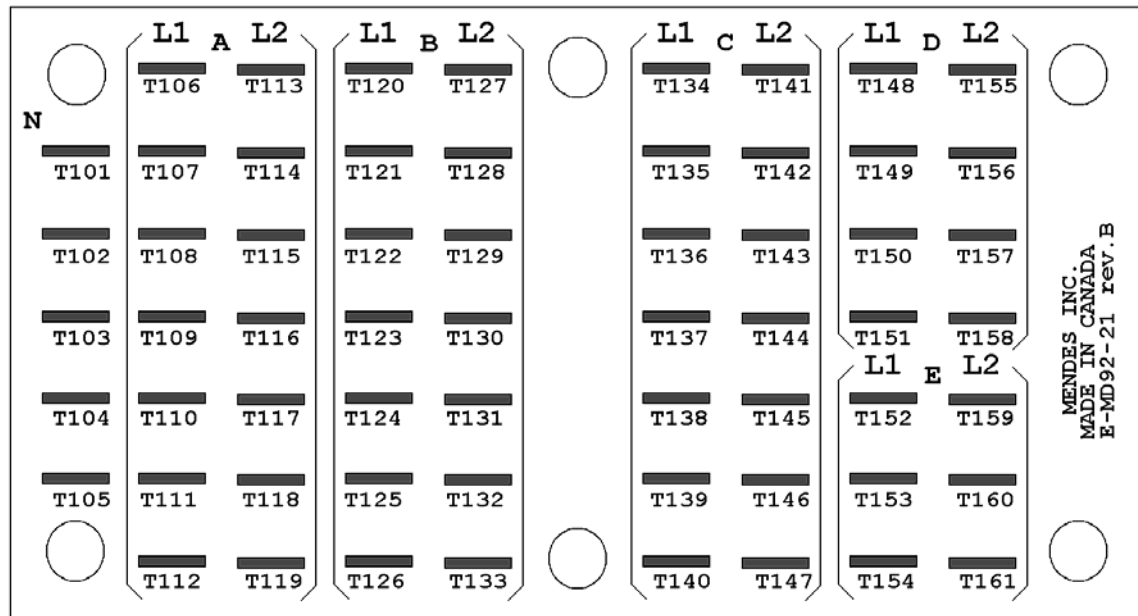 L1 A L2 L1 B L2 L1 C L2 L1 D L2
T106 T113 T120 T127 T134 T141 T148 T155
N
T101 T107 T114 T121 T128 T135 T142 T149 T156
T102 T108 T115 T122 T129 T136 T143 T150 T157
T103 T109 T116 T123 T130 T137 T144 T151 T158
L1 E L2
T104 T110 T117 T124 T131 T138 T145 T152 T159
T105 T111 T118 T125 T132 T139 T146 T153 T160
T112 T119 T126 T133 T140 T147 T154 T161
MENDES INC.
MADE IN CANADA
E-MD92-21 rev.B